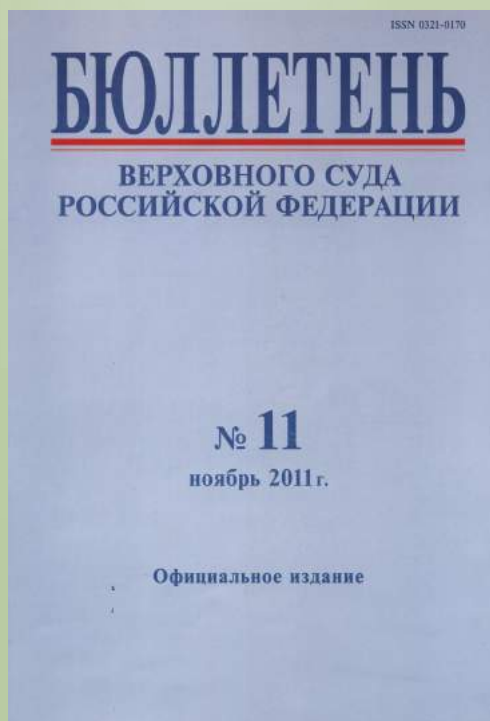 ISSN 0321-0170
БЮЛЛЕТЕНЬ
ВЕРХОВНОГО СУДА
РОССИЙСКОЙ ФЕДЕРАЦИИ
№ 11
ноябрь 2011 г.
Официальное издание